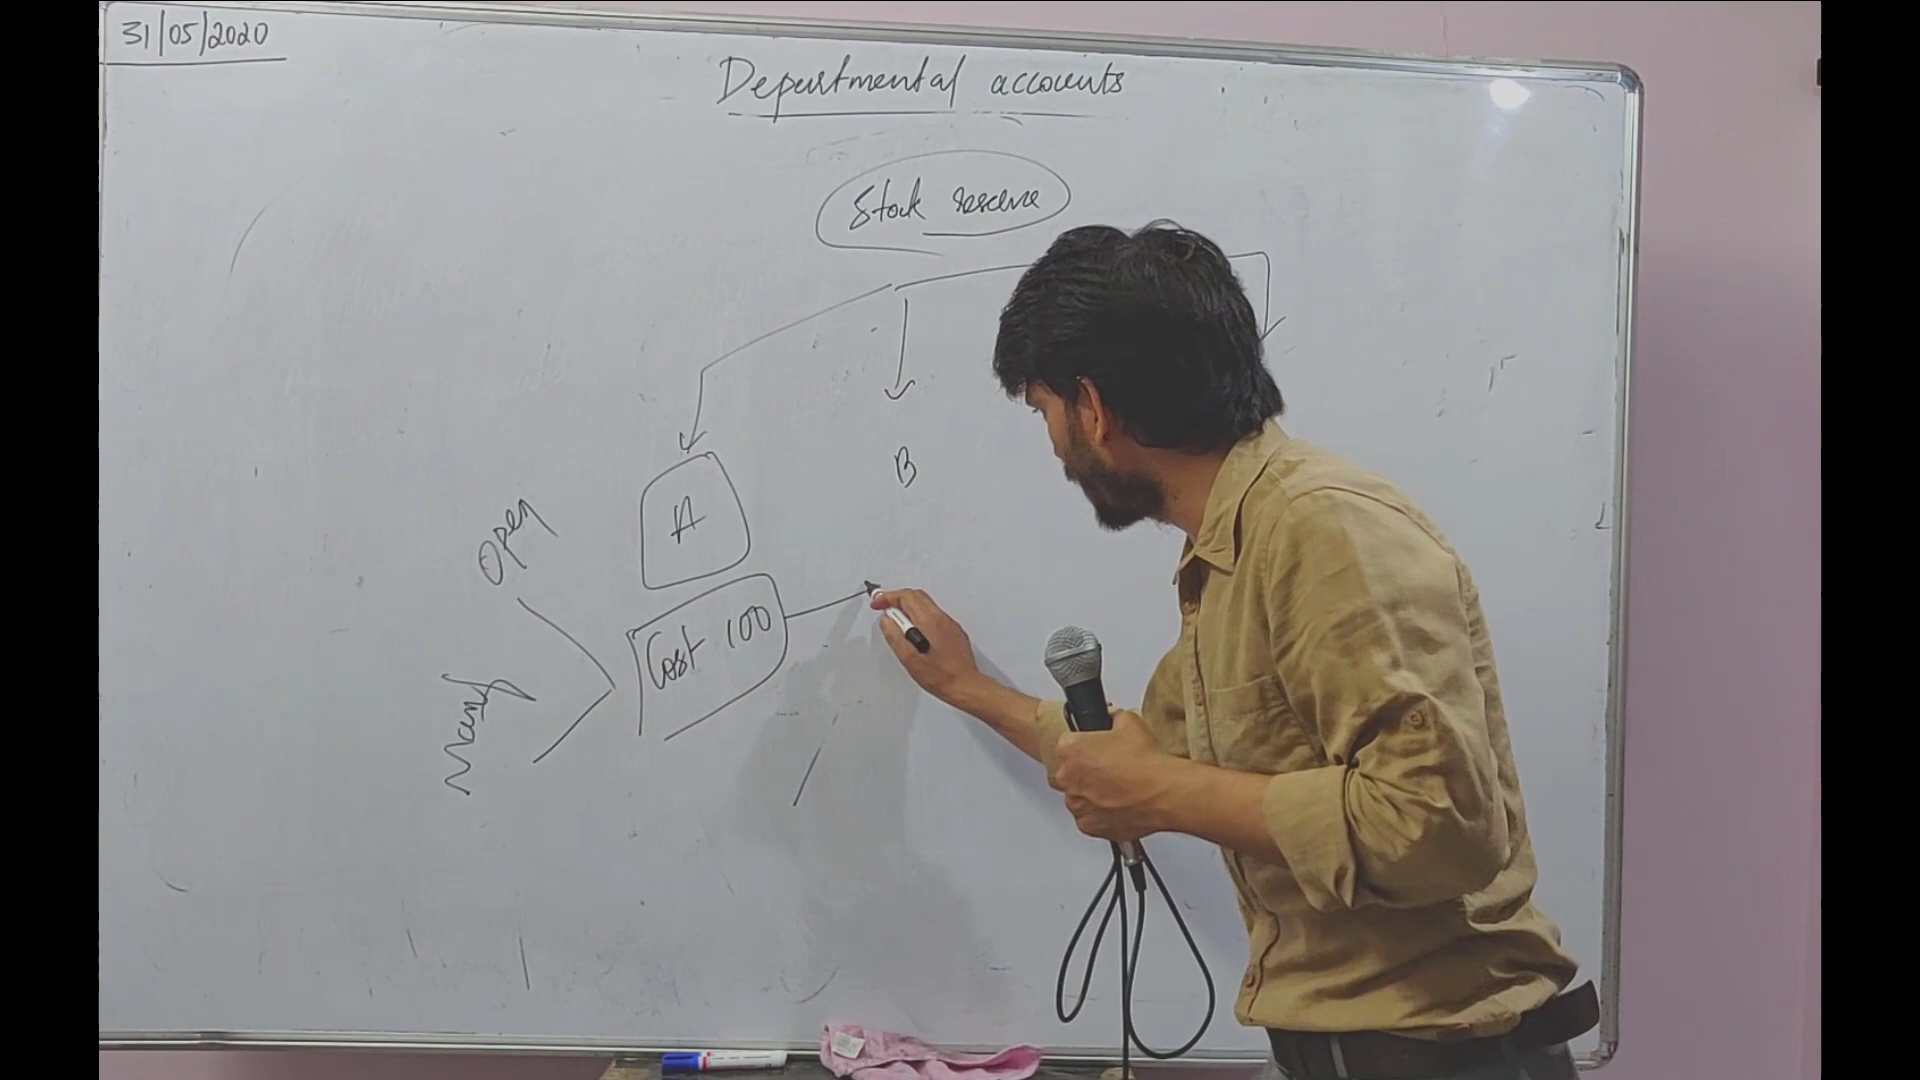 31/05/2020
Departmental accounts
Stock reserve
B
A
Open
Cost 100
Manf